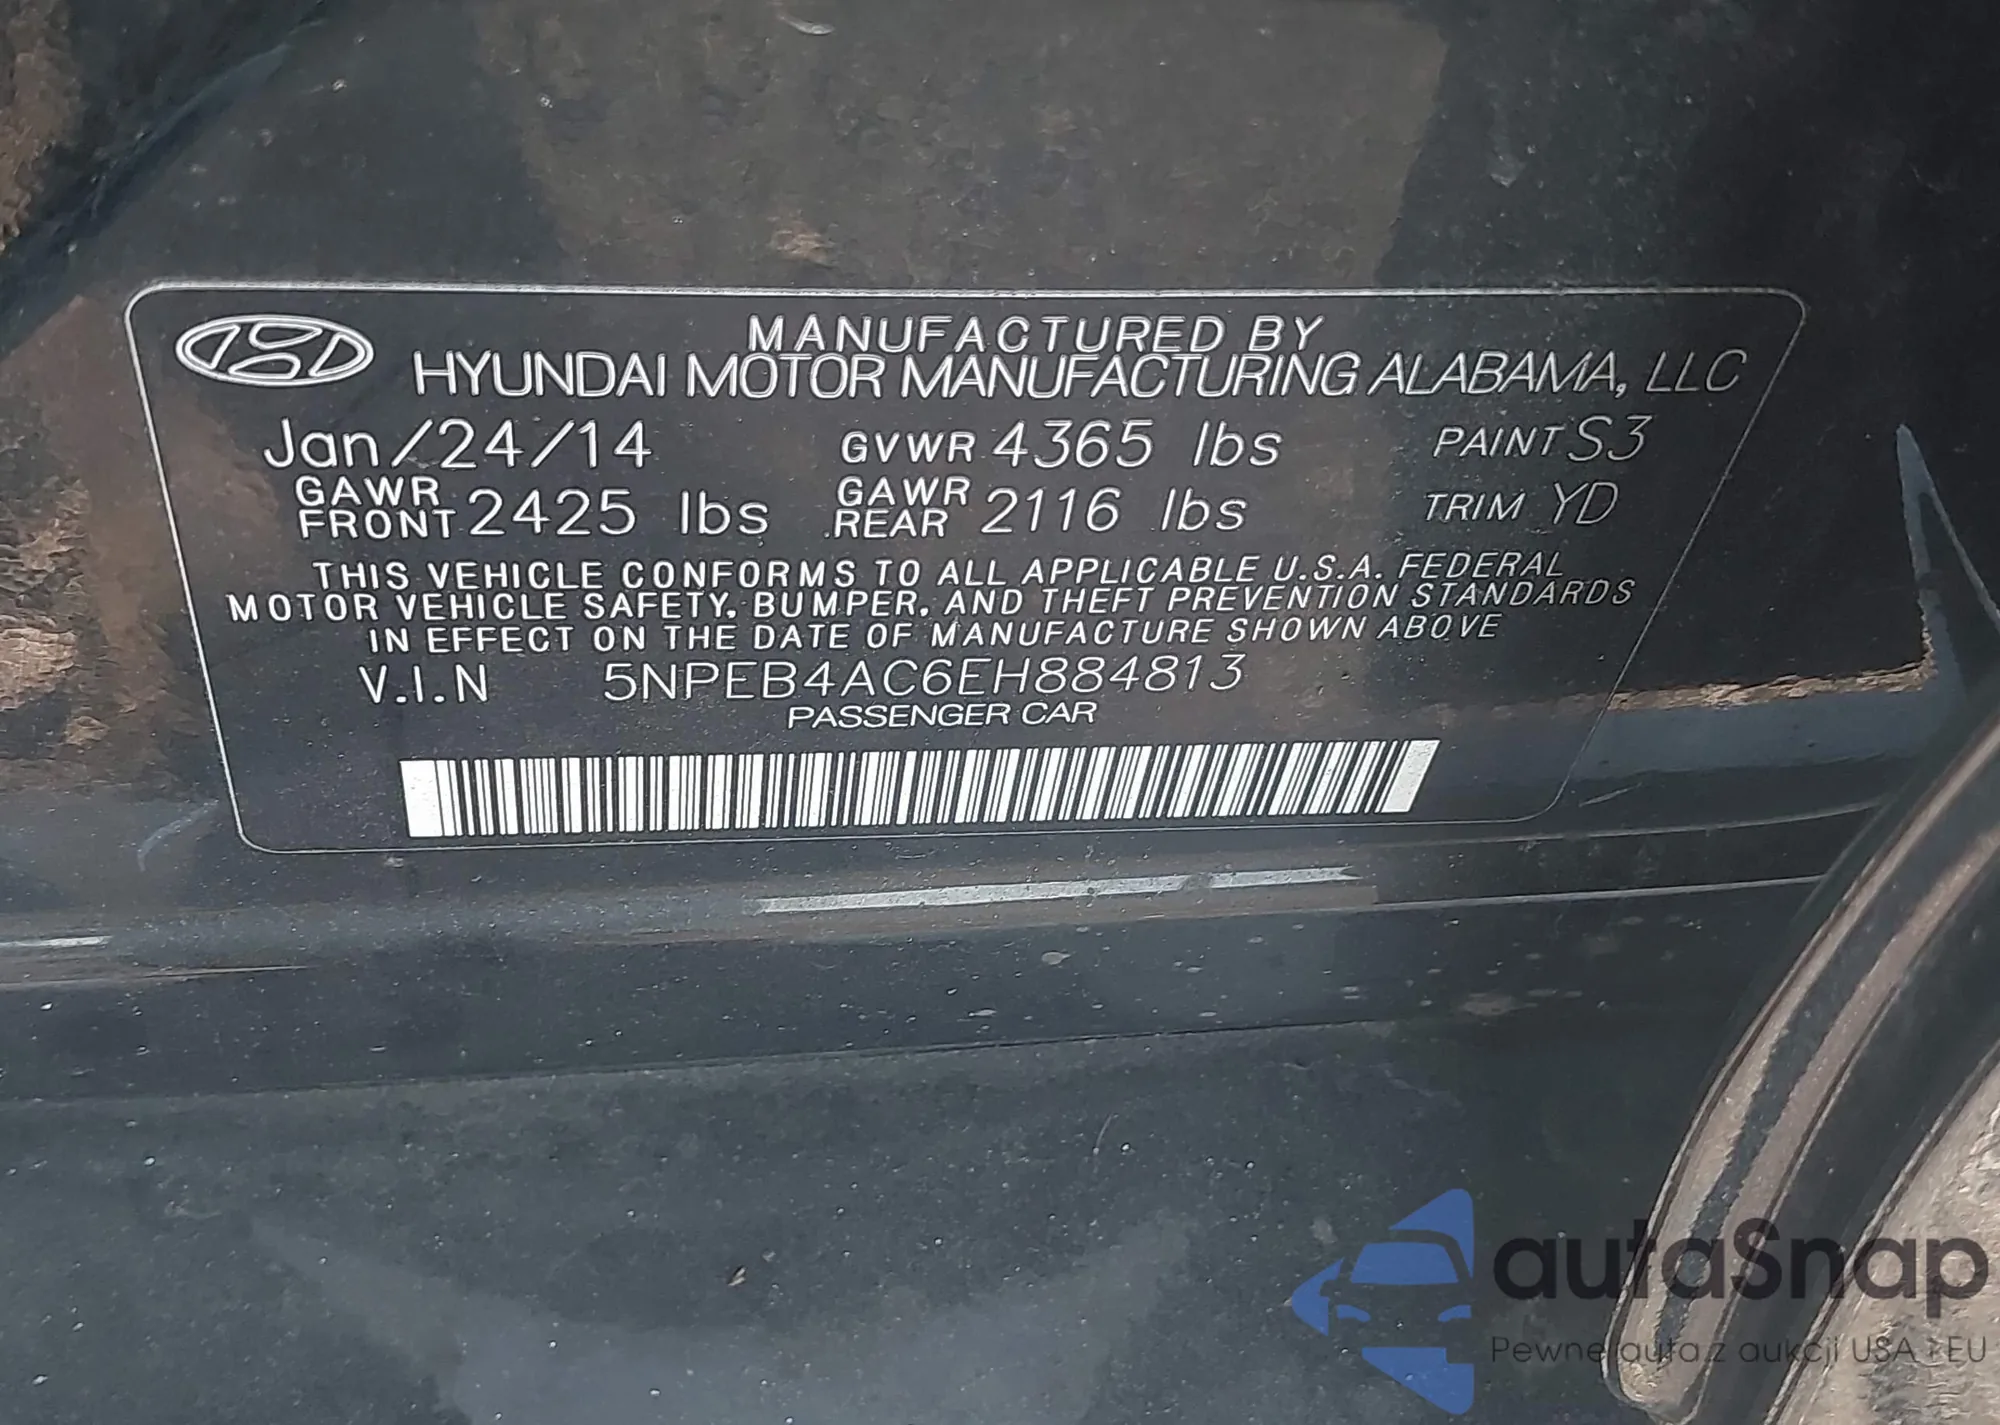 MANUFACTURED BY
HYUNDAI MOTOR MANUFACTURING ALABAMA, LLC
Jan/24/14 GVWR 4365 lbs PAINT S3
GAWR FRONT 2425 lbs GAWR REAR 2116 lbs TRIM YD
THIS VEHICLE CONFORMS TO ALL APPLICABLE U.S.A. FEDERAL
MOTOR VEHICLE SAFETY, BUMPER, AND THEFT PREVENTION STANDARDS
IN EFFECT ON THE DATE OF MANUFACTURE SHOWN ABOVE
V.I.N 5NPEB4AC6EH884813
PASSENGER CAR
autaSnap
Pewne auta z aukcji USA i EU